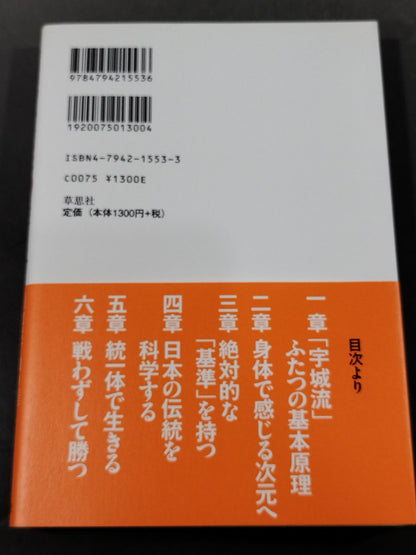 9784794215536
1920075013004
ISBN4-7942-1553-3
C0075 ¥1300E
草思社
定価（本体1300円+税）
目次より
一章「宇城流」
ふたつの基本原理
二章 身体で感じる次元へ
三章 絶対的な
「基準」を持つ
四章 日本の伝統を
科学する
五章 統一体で生きる
六章 戦わずして勝つ